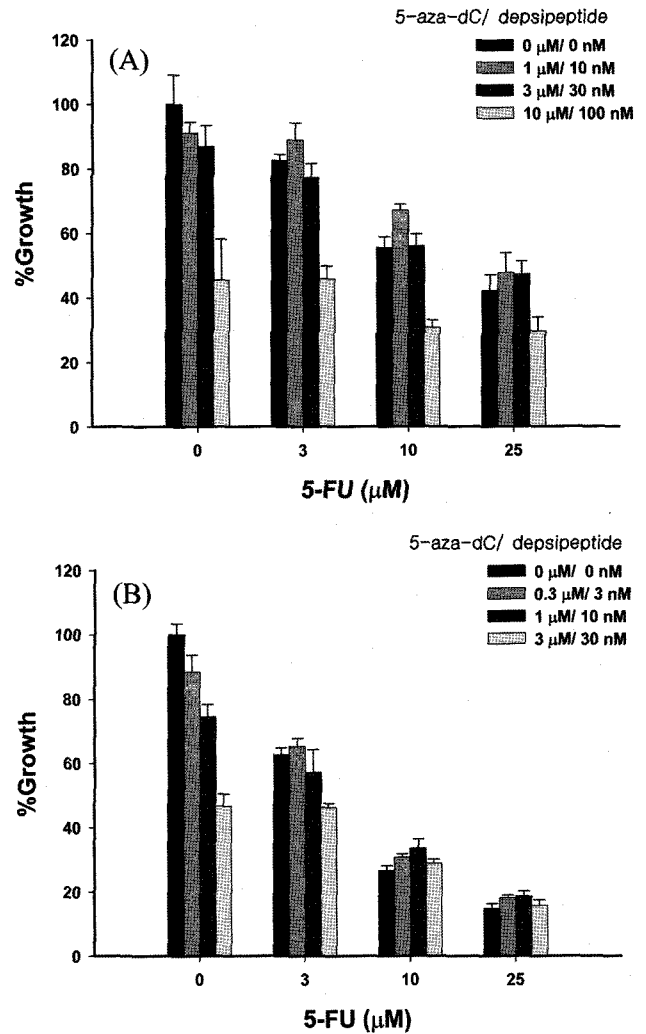 5-aza-dC/ depsipeptide
0 μM/ 0 nM
1 μM/ 10 nM
3 μM/ 30 nM
10 μM/ 100 nM
(A)
120
100
80
60
40
20
0
%Growth
0 3 10 25
5-FU (μM)
5-aza-dC/ depsipeptide
0 μM/ 0 nM
0.3 μM/ 3 nM
1 μM/ 10 nM
3 μM/ 30 nM
(B)
120
100
80
60
40
20
0
%Growth
0 3 10 25
5-FU (μM)